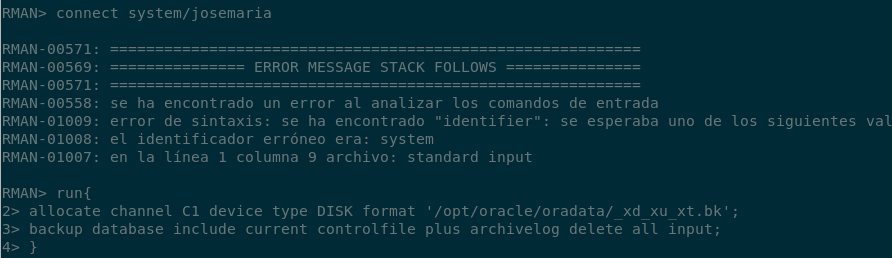 RMAN> connect system/josemaria
RMAN-00571: ===========================================================
RMAN-00569: =============== ERROR MESSAGE STACK FOLLOWS ===============
RMAN-00571: ===========================================================
RMAN-00558: se ha encontrado un error al analizar los comandos de entrada
RMAN-01009: error de sintaxis: se ha encontrado "identifier": se esperaba uno de los siguientes val
RMAN-01008: el identificador erróneo era: system
RMAN-01007: en la línea 1 columna 9 archivo: standard input
RMAN> run{
2> allocate channel C1 device type DISK format '/opt/oracle/oradata/_xd_xu_xt.bk';
3> backup database include current controlfile plus archivelog delete all input;
4> }